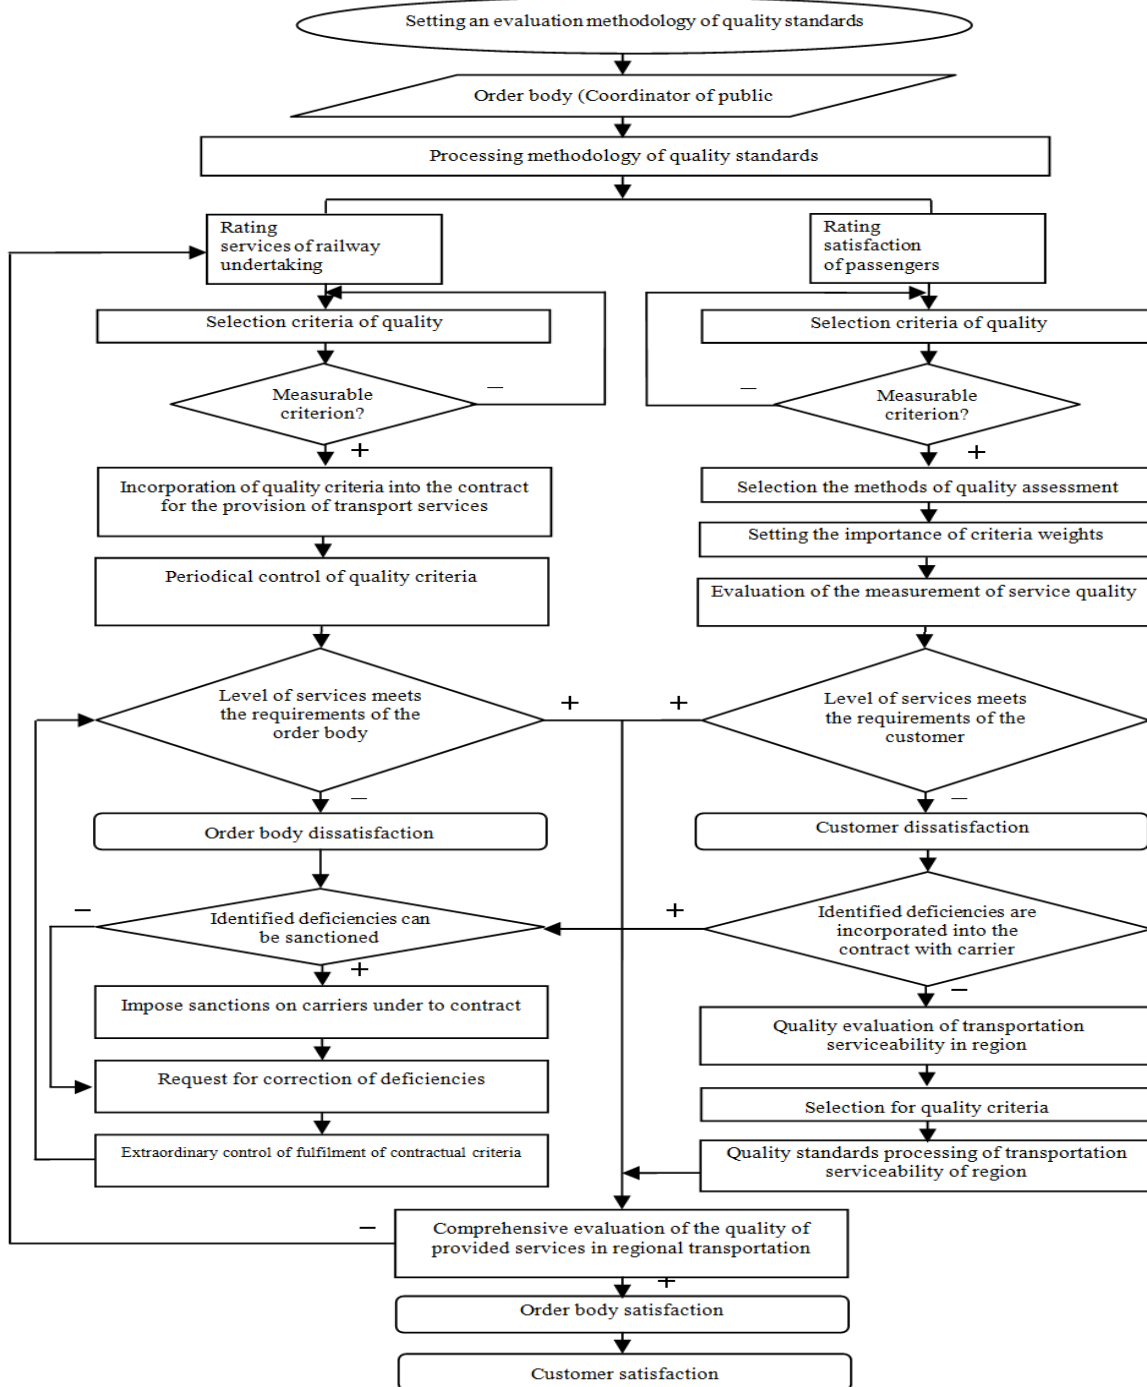 Setting an evaluation methodology of quality standards
Order body (Coordinator of public
Processing methodology of quality standards
Rating
services of railway
undertaking
Rating
satisfaction
of passengers
Selection criteria of quality
Selection criteria of quality
Measurable
criterion?
–
Measurable
criterion?
–
+
+
Incorporation of quality criteria into the contract
for the provision of transport services
Selection the methods of quality assessment
Setting the importance of criteria weights
Periodical control of quality criteria
Evaluation of the measurement of service quality
Level of services meets
the requirements of the
order body
+
+
Level of services meets
the requirements of the
customer
–
–
Order body dissatisfaction
Customer dissatisfaction
–
Identified deficiencies can
be sanctioned
+
Identified deficiencies are
incorporated into the
contract with carrier
+
–
Impose sanctions on carriers under to contract
Quality evaluation of transportation
serviceability in region
Request for correction of deficiencies
Selection for quality criteria
Extraordinary control of fulfilment of contractual criteria
Quality standards processing of transportation
serviceability of region
–
Comprehensive evaluation of the quality of
provided services in regional transportation
+
Order body satisfaction
Customer satisfaction